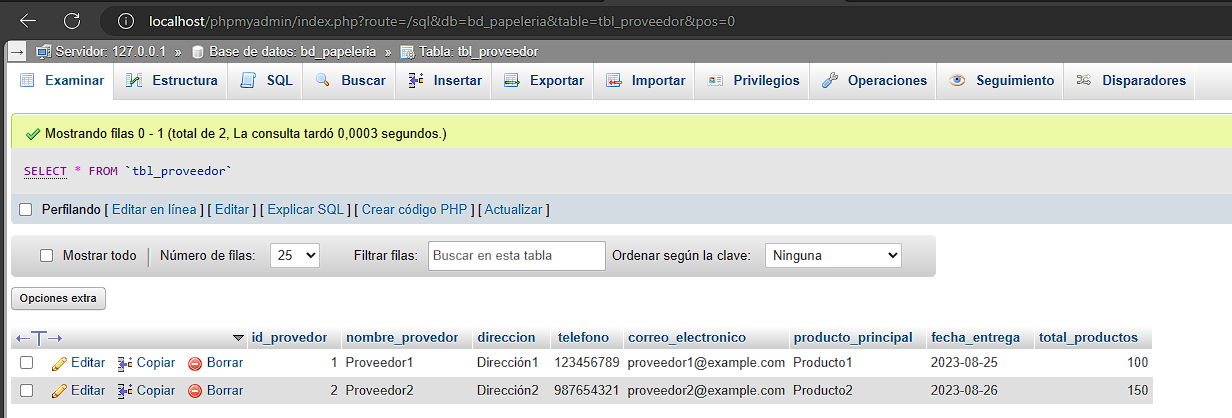 localhost/phpmyadmin/index.php?route=/sql&db=bd_papeleria&table=tbl_proveedor&pos=0
Servidor: 127.0.0.1 » Base de datos: bd_papeleria » Tabla: tbl_proveedor
Examinar Estructura SQL Buscar Insertar Exportar Importar Privilegios Operaciones Seguimiento Disparadores
Mostrando filas 0 - 1 (total de 2, La consulta tardó 0,0003 segundos.)
SELECT * FROM `tbl_proveedor`
Perfilando [ Editar en línea ] [ Editar ] [ Explicar SQL ] [ Crear código PHP ] [ Actualizar ]
Mostrar todo Número de filas: 25 Filtrar filas: Buscar en esta tabla Ordenar según la clave: Ninguna
Opciones extra
id_provedor nombre_provedor direccion telefono correo_electronico producto_principal fecha_entrega total_productos
Editar Copiar Borrar 1 Proveedor1 Dirección1 123456789 proveedor1@example.com Producto1 2023-08-25 100
Editar Copiar Borrar 2 Proveedor2 Dirección2 987654321 proveedor2@example.com Producto2 2023-08-26 150